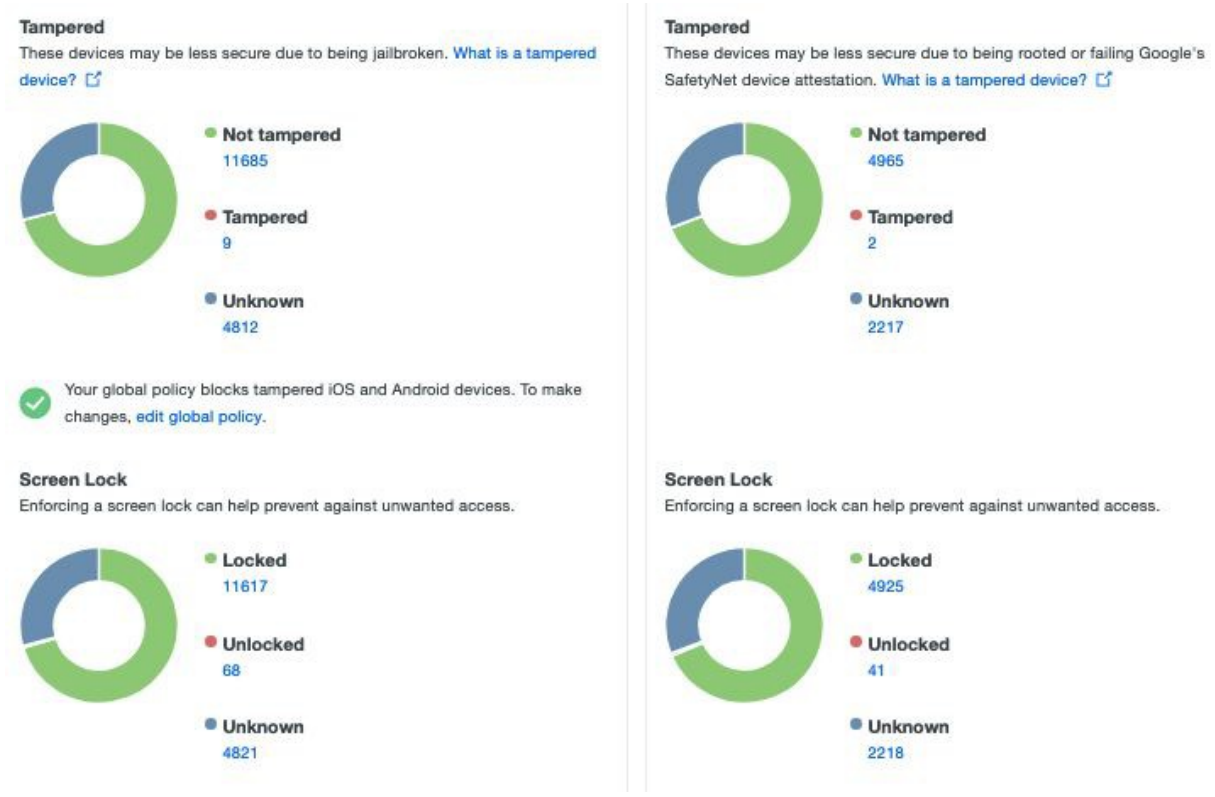 Tampered
These devices may be less secure due to being jailbroken. What is a tampered
device?
Not tampered
11685
Tampered
9
Unknown
4812
Your global policy blocks tampered iOS and Android devices. To make
changes, edit global policy.
Screen Lock
Enforcing a screen lock can help prevent against unwanted access.
Locked
11617
Unlocked
68
Unknown
4821
Tampered
These devices may be less secure due to being rooted or failing Google's
SafetyNet device attestation. What is a tampered device?
Not tampered
4965
Tampered
2
Unknown
2217
Screen Lock
Enforcing a screen lock can help prevent against unwanted access.
Locked
4925
Unlocked
41
Unknown
2218